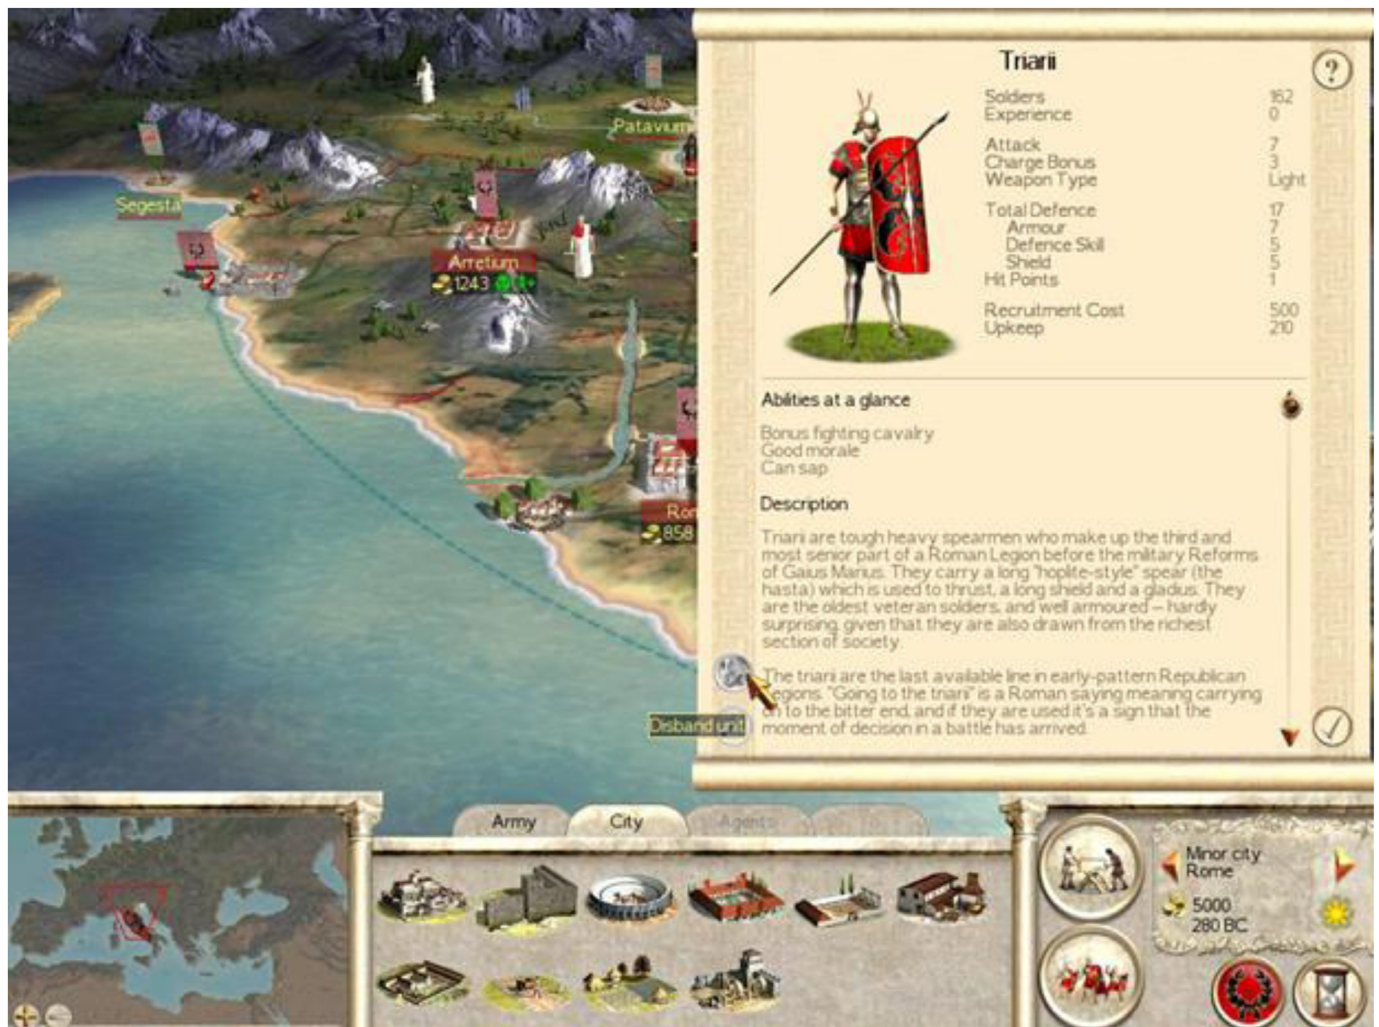 Triarii
Soldiers 162
Experience 0
Attack 7
Charge Bonus 3
Weapon Type Light
Total Defence 17
Armour 7
Defence Skill 5
Shield 5
Hit Points 1
Recruitment Cost 500
Upkeep 210
Abilities at a glance
Bonus fighting cavalry
Good morale
Can sap
Description
Triarii are tough heavy spearmen who make up the third and
most senior part of a Roman Legion before the military Reforms
of Gaius Marius. They carry a long "hoplite-style" spear (the
hasta) which is used to thrust, a long shield and a gladius. They
are the oldest veteran soldiers, and well armoured – hardly
surprising given that they are also drawn from the richest
section of society.
The triarii are the last available line in early-pattern Republican
legions. "Going to the triarii" is a Roman saying meaning carrying
on to the bitter end, and if they are used it's a sign that the
moment of decision in a battle has arrived.
?
Patavium
Segesta
Arretium
1243
Rom
858
Disband unit
Army
City
Agents
Minor city
Rome
5000
280 BC